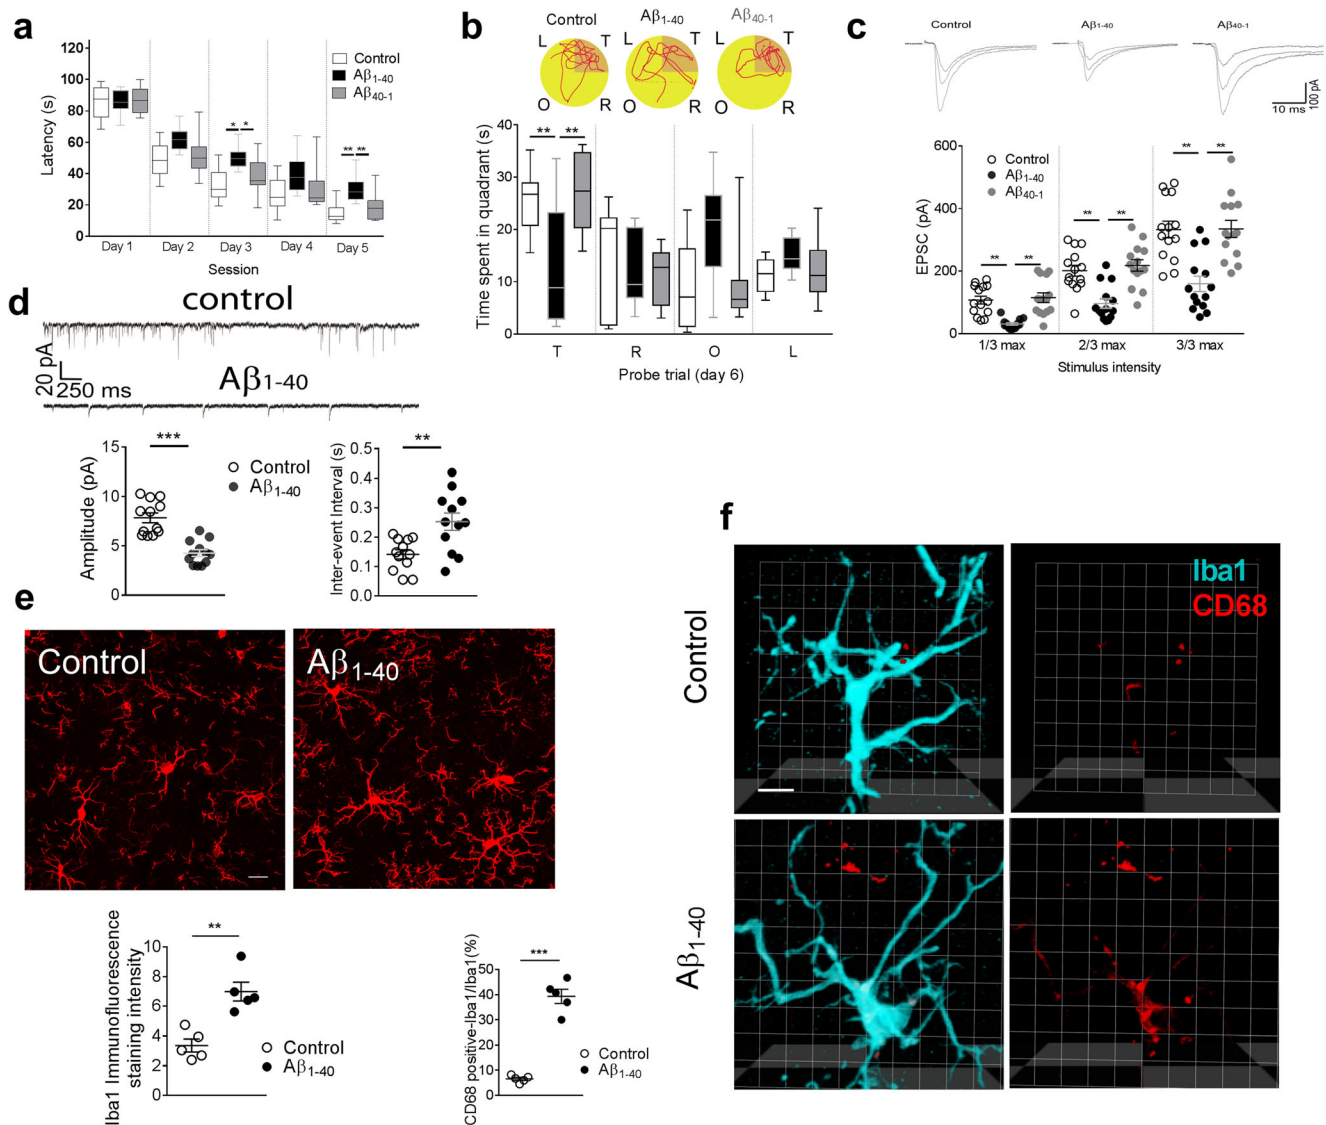 a
Latency (s)
120
100
80
60
40
20
0
Control
Aβ1-40
Aβ40-1
*
*
**
**
Day 1
Day 2
Day 3
Day 4
Day 5
Session
b
Control
Aβ1-40
Aβ40-1
L
T
L
T
L
T
O
R
O
R
O
R
Time spent in quadrant (s)
40
30
20
10
0
**
**
T
R
O
L
Probe trial (day 6)
c
Control
Aβ1-40
Aβ40-1
100 pA
10 ms
EPSC (pA)
600
400
200
0
Control
Aβ1-40
Aβ40-1
**
**
**
**
**
**
1/3 max
2/3 max
3/3 max
Stimulus intensity
d
control
20 pA
250 ms
Aβ1-40
Amplitude (pA)
15
10
5
0
***
Control
Aβ1-40
Inter-event Interval (s)
0.5
0.4
0.3
0.2
0.1
0.0
**
e
Control
Aβ1-40
Iba1 Immunofluorescence
staining intensity
10
8
6
4
2
0
**
Control
Aβ1-40
CD68 positive-Iba1/Iba1(%)
50
40
30
20
10
0
***
Control
Aβ1-40
f
Control
Iba1
CD68
Aβ1-40